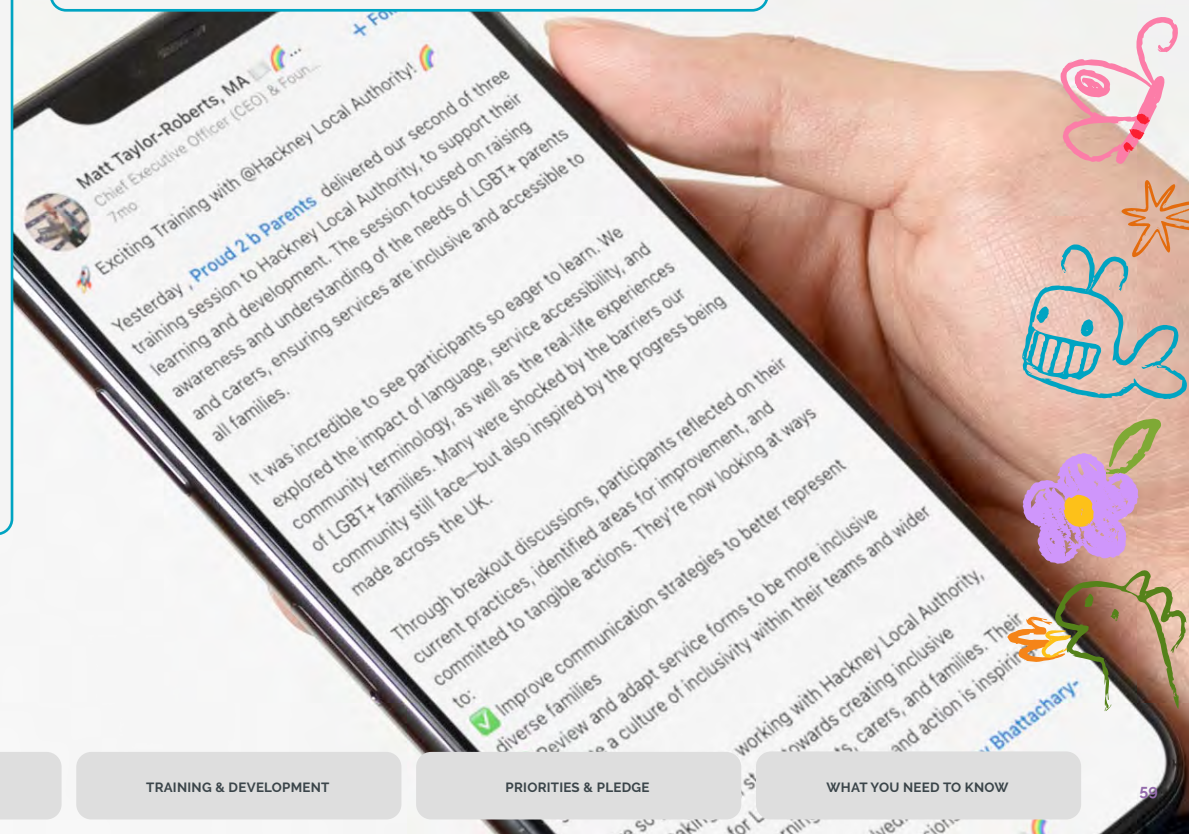 + Fol
Matt Taylor-Roberts, MA
Chief Executive Officer (CEO) & Foun...
7mo
🚀 Exciting Training with @Hackney Local Authority! 🌈
Yesterday , Proud 2 b Parents delivered our second of three
training session to Hackney Local Authority, to support their
learning and development. The session focused on raising
awareness and understanding of the needs of LGBT+ parents
and carers, ensuring services are inclusive and accessible to
all families.
It was incredible to see participants so eager to learn. We
explored the impact of language, service accessibility, and
community terminology, as well as the real-life experiences
of LGBT+ families. Many were shocked by the barriers our
community still face—but also inspired by the progress being
made across the UK.
Through breakout discussions, participants reflected on their
current practices, identified areas for improvement, and
committed to tangible actions. They're now looking at ways
to:
✅ Improve communication strategies to better represent
diverse families
Review and adapt service forms to be more inclusive
a culture of inclusivity within their teams and wider
working with Hackney Local Authority,
towards creating inclusive
carers, and families. Their
and action is inspiring
Bhattachary-
TRAINING & DEVELOPMENT
PRIORITIES & PLEDGE
WHAT YOU NEED TO KNOW
59